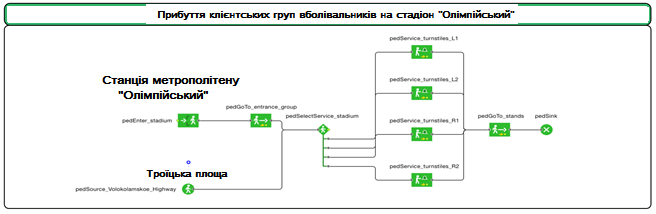 Прибуття клієнтських груп вболівальників на стадіон "Олімпійський"
pedService_turnstiles_L1
Станція метрополітену
"Олімпійський"
pedService_turnstiles_L2
pedGoTo_entrance_group
pedEnter_stadium
pedSelectService_stadium
pedService_turnstiles_R1
pedGoTo_stands
pedSink
Троїцька площа
pedService_turnstiles_R2
pedSource_Volokolamskoe_Highway